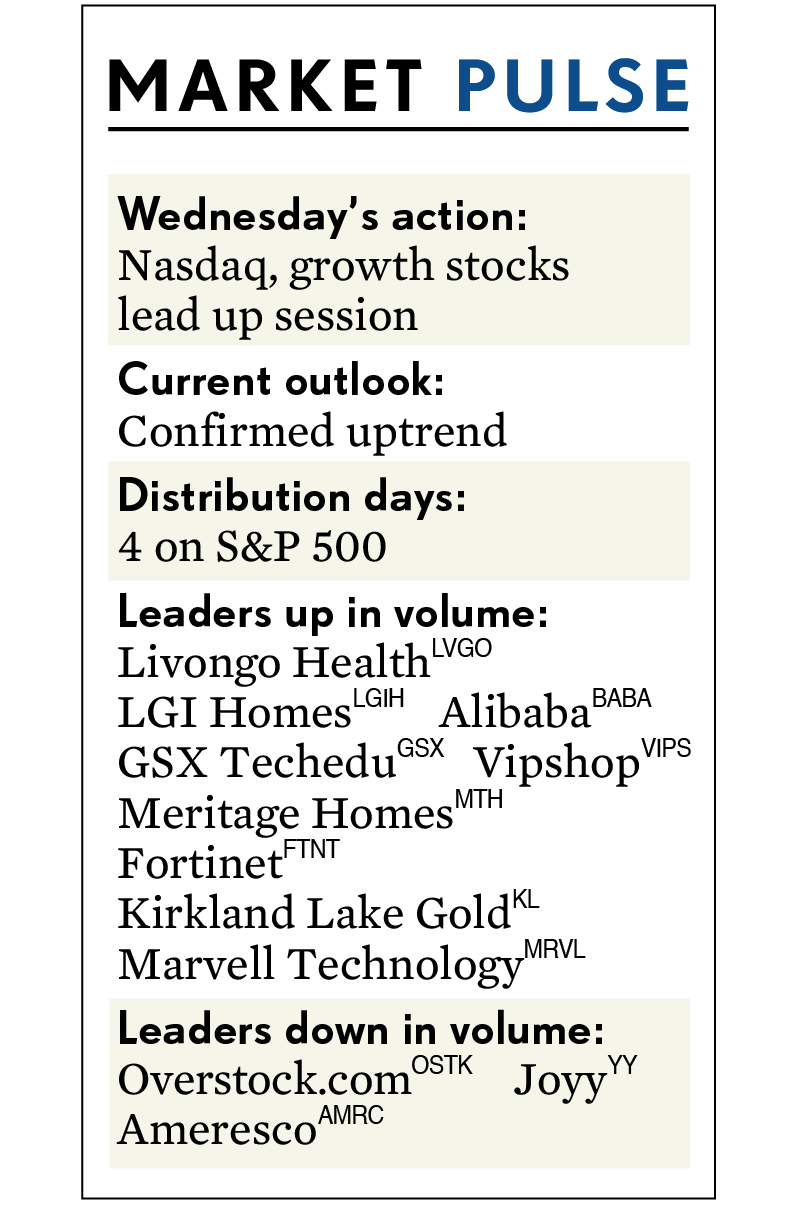 MARKET PULSE
Wednesday’s action:
Nasdaq, growth stocks
lead up session
Current outlook:
Confirmed uptrend
Distribution days:
4 on S&P 500
Leaders up in volume:
Livongo Health LVGO
LGI Homes LGIH Alibaba BABA
GSX Techedu GSX Vipshop VIPS
Meritage Homes MTH
Fortinet FTNT
Kirkland Lake Gold KL
Marvell Technology MRVL
Leaders down in volume:
Overstock.com OSTK Joyy YY
Ameresco AMRC